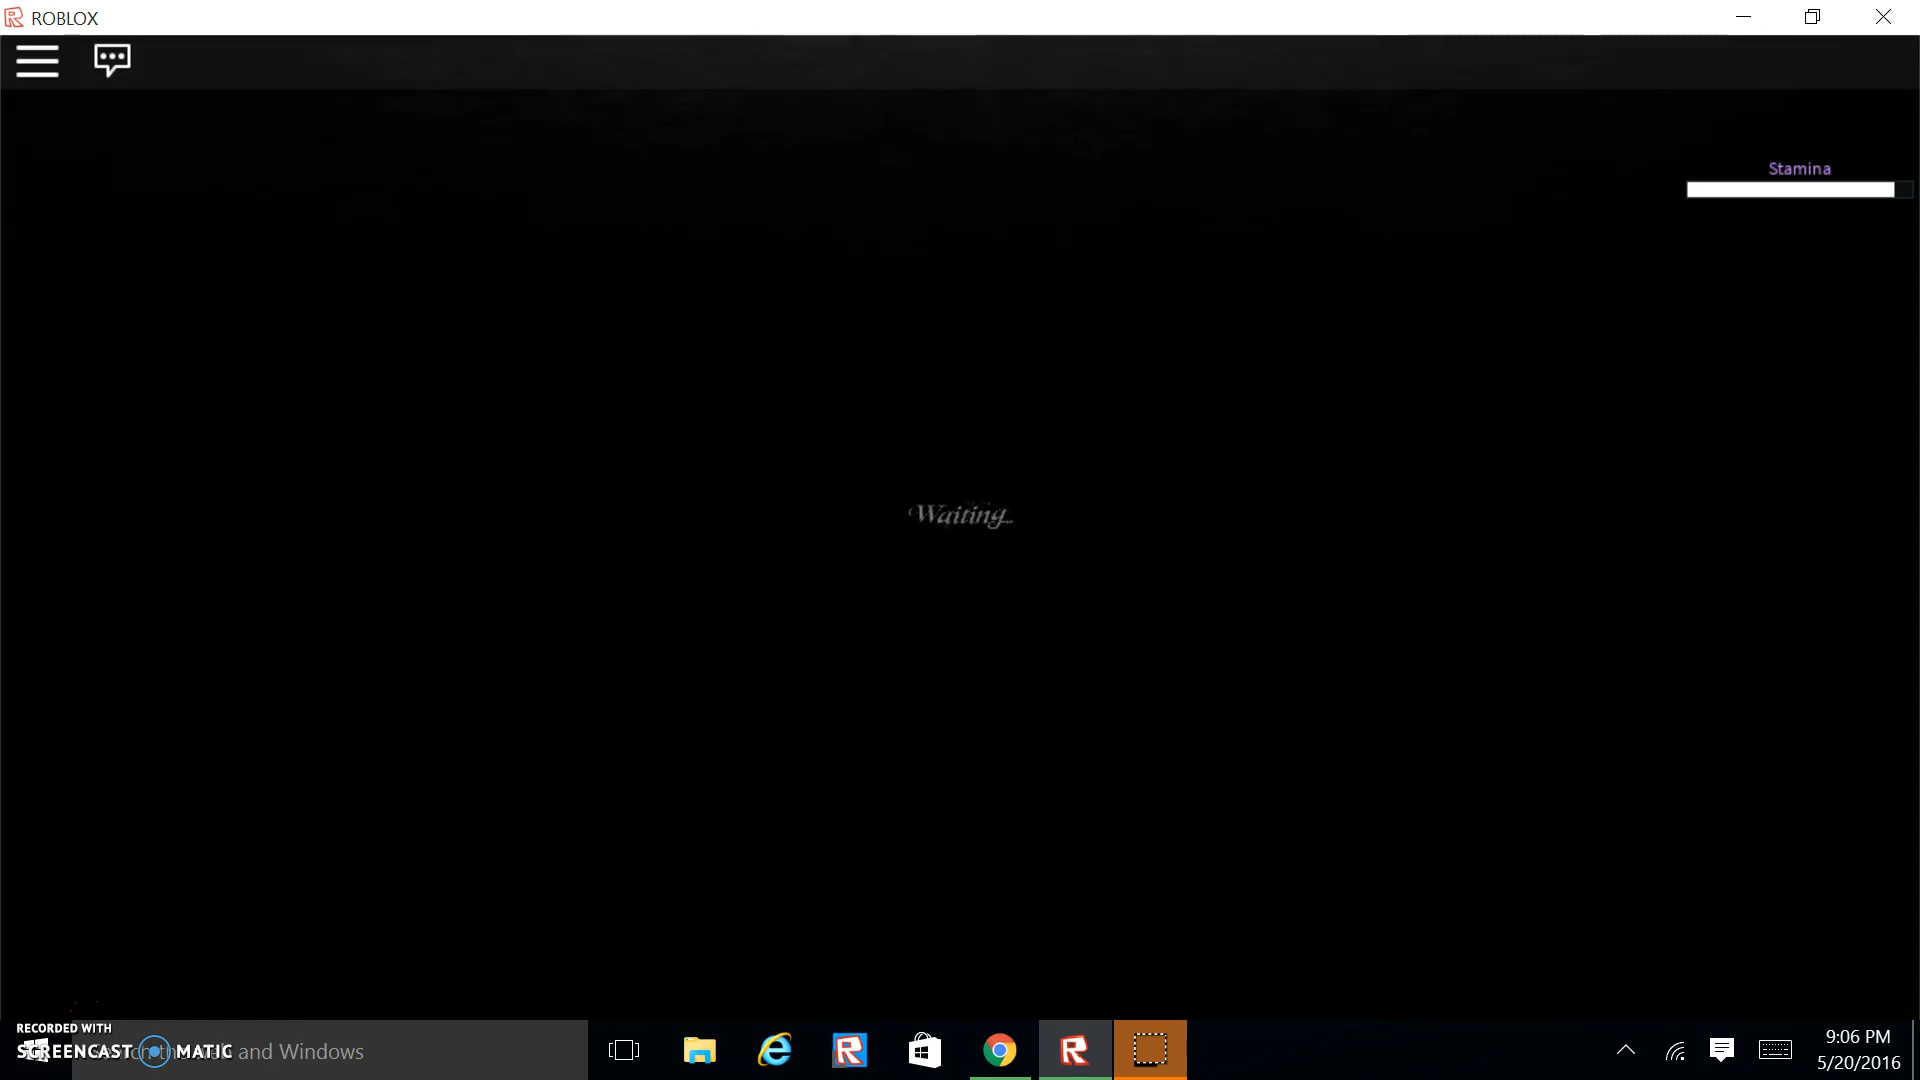 ROBLOX
Stamina
Waiting...
RECORDED WITH
SCREENCAST MATIC
and Windows
9:06 PM
5/20/2016